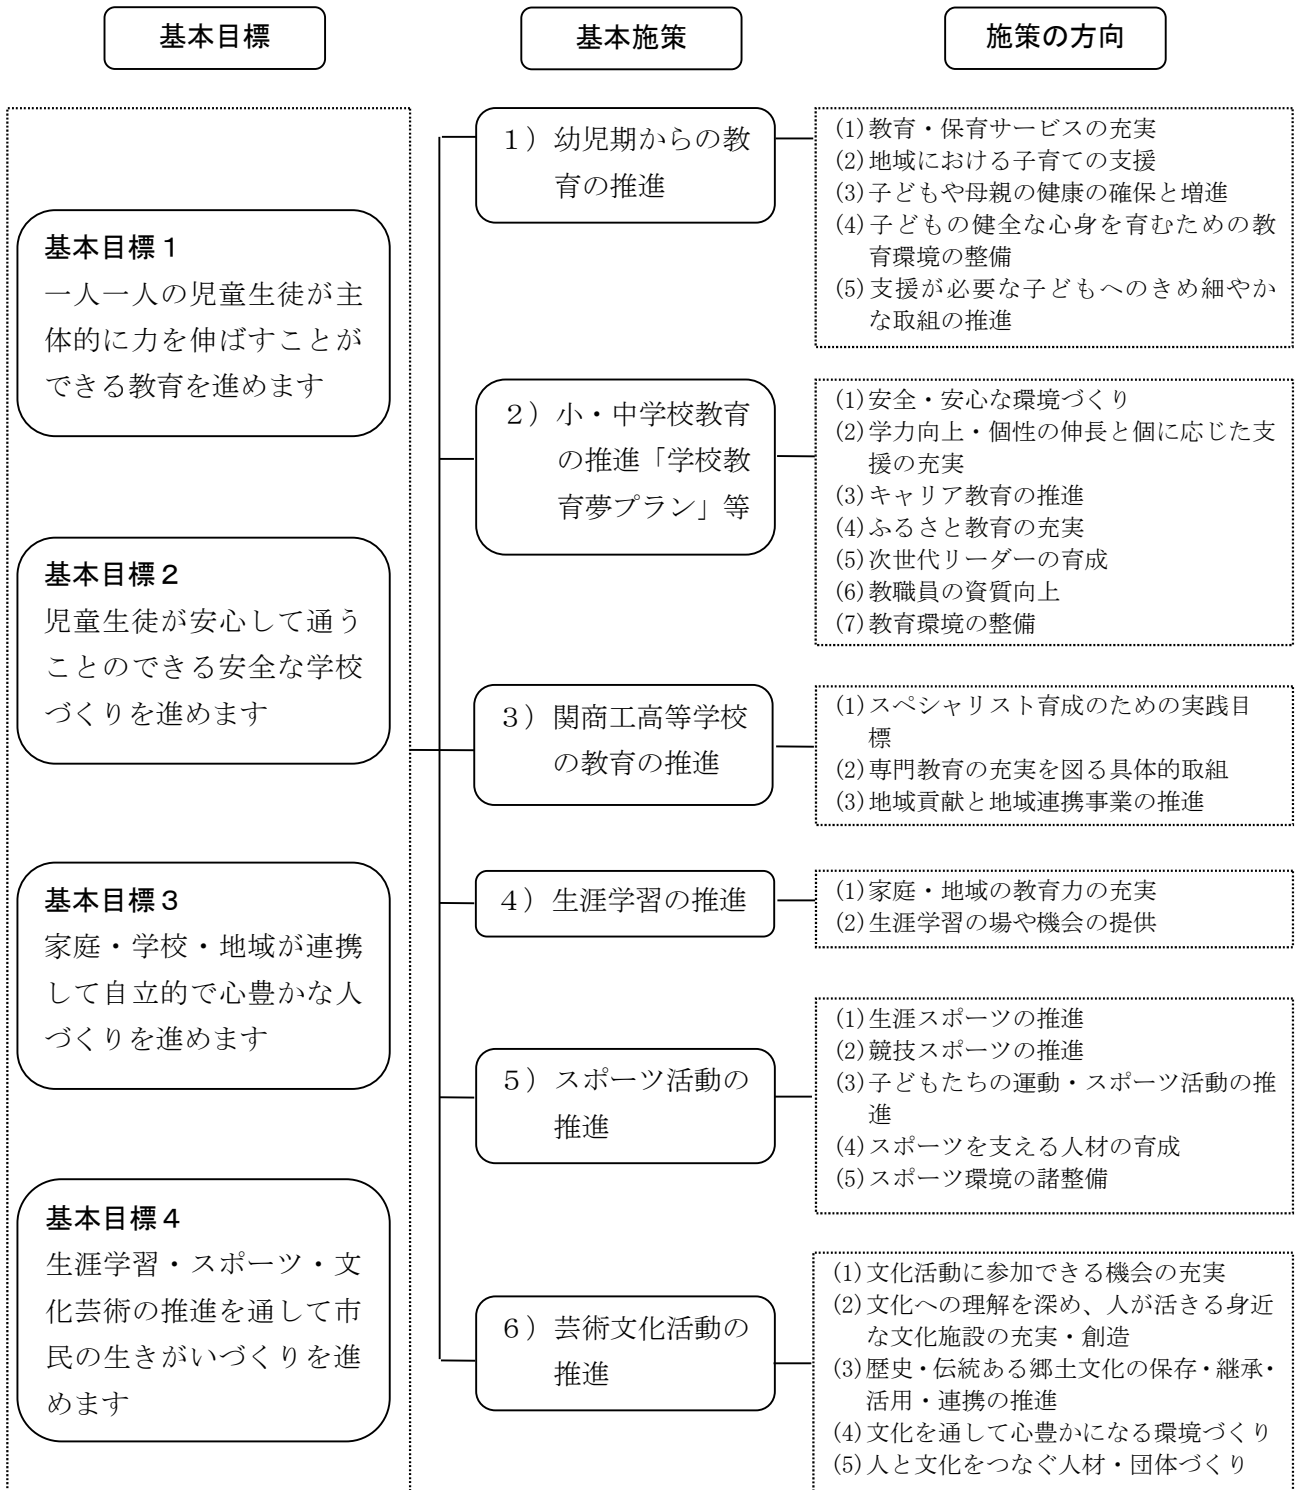 基本目標
基本施策
施策の方向
基本目標１
一人一人の児童生徒が主
体的に力を伸ばすことが
できる教育を進めます
基本目標２
児童生徒が安心して通う
ことのできる安全な学校
づくりを進めます
基本目標３
家庭・学校・地域が連携
して自立的で心豊かな人
づくりを進めます
基本目標４
生涯学習・スポーツ・文
化芸術の推進を通して市
民の生きがいづくりを進
めます
１）幼児期からの教
育の推進
(1)教育・保育サービスの充実
(2)地域における子育ての支援
(3)子どもや母親の健康の確保と増進
(4)子どもの健全な心身を育むための教
育環境の整備
(5)支援が必要な子どもへのきめ細やか
な取組の推進
２）小・中学校教育
の推進「学校教
育夢プラン」等
(1)安全・安心な環境づくり
(2)学力向上・個性の伸長と個に応じた支
援の充実
(3)キャリア教育の推進
(4)ふるさと教育の充実
(5)次世代リーダーの育成
(6)教職員の資質向上
(7)教育環境の整備
３）関商工高等学校
の教育の推進
(1)スペシャリスト育成のための実践目
標
(2)専門教育の充実を図る具体的取組
(3)地域貢献と地域連携事業の推進
４）生涯学習の推進
(1)家庭・地域の教育力の充実
(2)生涯学習の場や機会の提供
５）スポーツ活動の
推進
(1)生涯スポーツの推進
(2)競技スポーツの推進
(3)子どもたちの運動・スポーツ活動の推
進
(4)スポーツを支える人材の育成
(5)スポーツ環境の諸整備
６）芸術文化活動の
推進
(1)文化活動に参加できる機会の充実
(2)文化への理解を深め、人が活きる身近
な文化施設の充実・創造
(3)歴史・伝統ある郷土文化の保存・継承・
活用・連携の推進
(4)文化を通して心豊かになる環境づくり
(5)人と文化をつなぐ人材・団体づくり